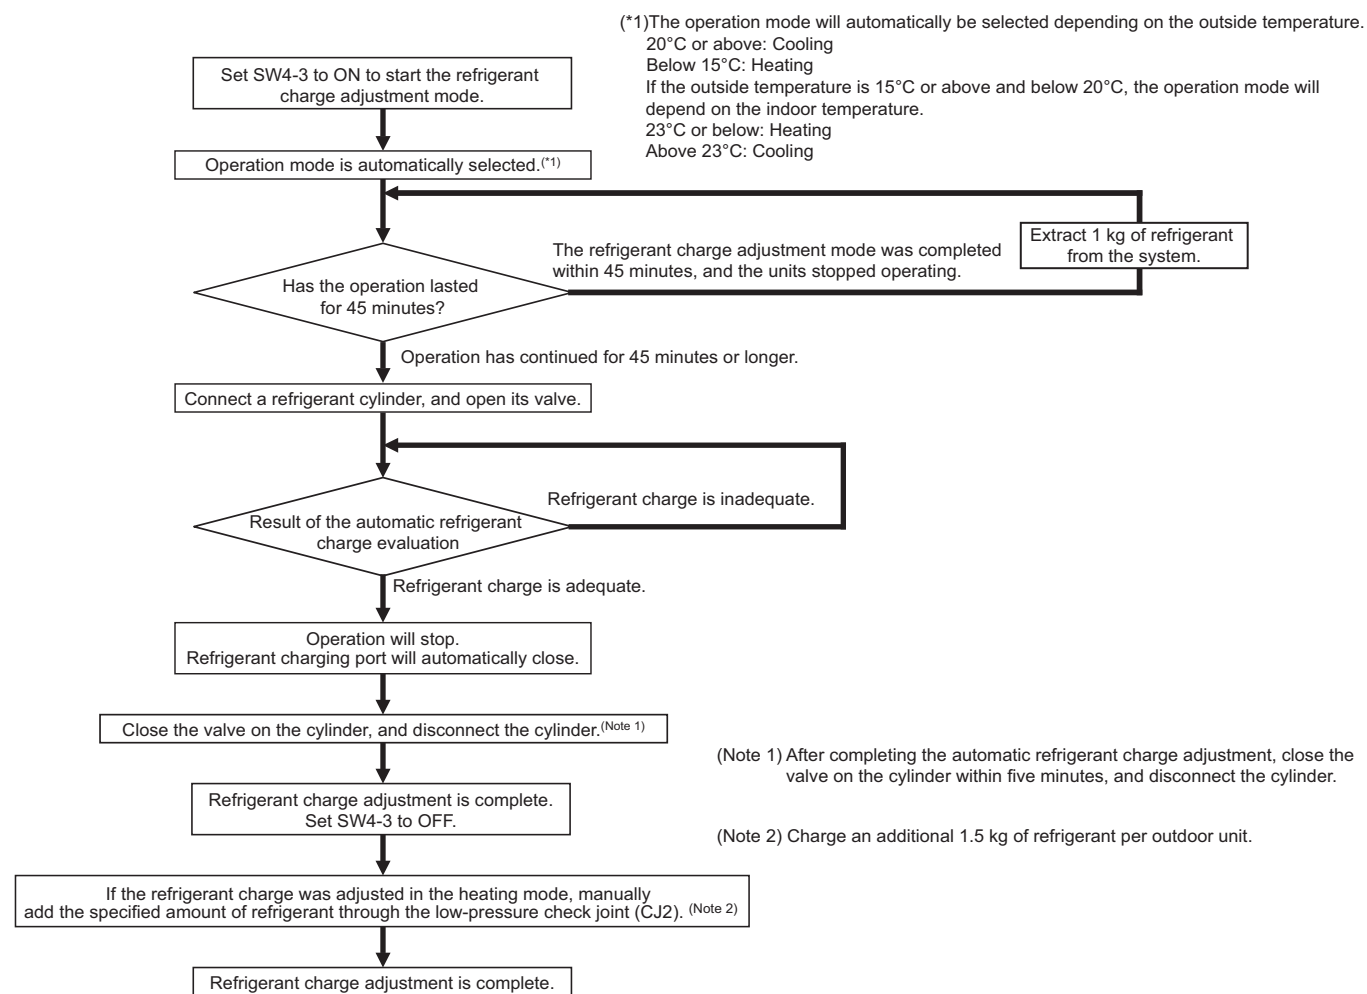 (*1)The operation mode will automatically be selected depending on the outside temperature.
20°C or above: Cooling
Below 15°C: Heating
If the outside temperature is 15°C or above and below 20°C, the operation mode will
depend on the indoor temperature.
23°C or below: Heating
Above 23°C: Cooling
Set SW4-3 to ON to start the refrigerant
charge adjustment mode.
Operation mode is automatically selected.(*1)
Has the operation lasted
for 45 minutes?
The refrigerant charge adjustment mode was completed
within 45 minutes, and the units stopped operating.
Extract 1 kg of refrigerant
from the system.
Operation has continued for 45 minutes or longer.
Connect a refrigerant cylinder, and open its valve.
Result of the automatic refrigerant
charge evaluation
Refrigerant charge is inadequate.
Refrigerant charge is adequate.
Operation will stop.
Refrigerant charging port will automatically close.
Close the valve on the cylinder, and disconnect the cylinder.(Note 1)
(Note 1) After completing the automatic refrigerant charge adjustment, close the
valve on the cylinder within five minutes, and disconnect the cylinder.
Refrigerant charge adjustment is complete.
Set SW4-3 to OFF.
(Note 2) Charge an additional 1.5 kg of refrigerant per outdoor unit.
If the refrigerant charge was adjusted in the heating mode, manually
add the specified amount of refrigerant through the low-pressure check joint (CJ2). (Note 2)
Refrigerant charge adjustment is complete.